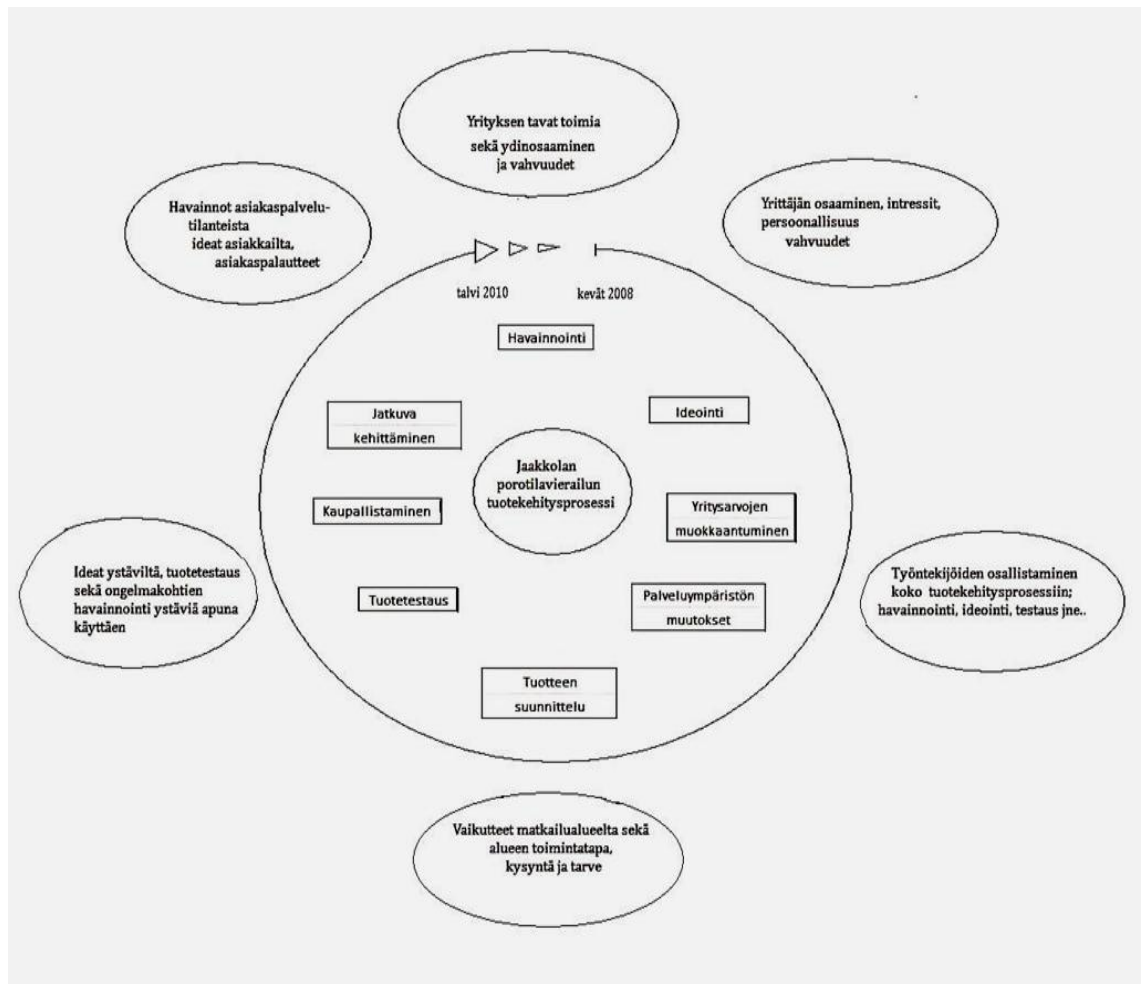 Yrityksen tavat toimia
sekä ydinosaaminen
ja vahvuudet
Havainnot asiakaspalvelu-
tilanteista
ideat asiakkailta,
asiakaspalautteet
Yrittäjän osaaminen, intressit,
persoonallisuus
vahvuudet
talvi 2010
kevät 2008
Havainnointi
Jatkuva
kehittäminen
Ideointi
Jaakkolan
porotilavierailun
tuotekehitysprosessi
Kaupallistaminen
Yritysarvojen
muokkaantuminen
Tuotetestaus
Palveluympäristön
muutokset
Tuotteen
suunnittelu
Ideat ystäviltä, tuotetestaus
sekä ongelmakohtien
havainnointi ystäviä apuna
käyttäen
Työntekijöiden osallistaminen
koko tuotekehitysprosessiin;
havainnointi, ideointi, testaus jne..
Vaikutteet matkailualueelta sekä
alueen toimintatapa,
kysyntä ja tarve